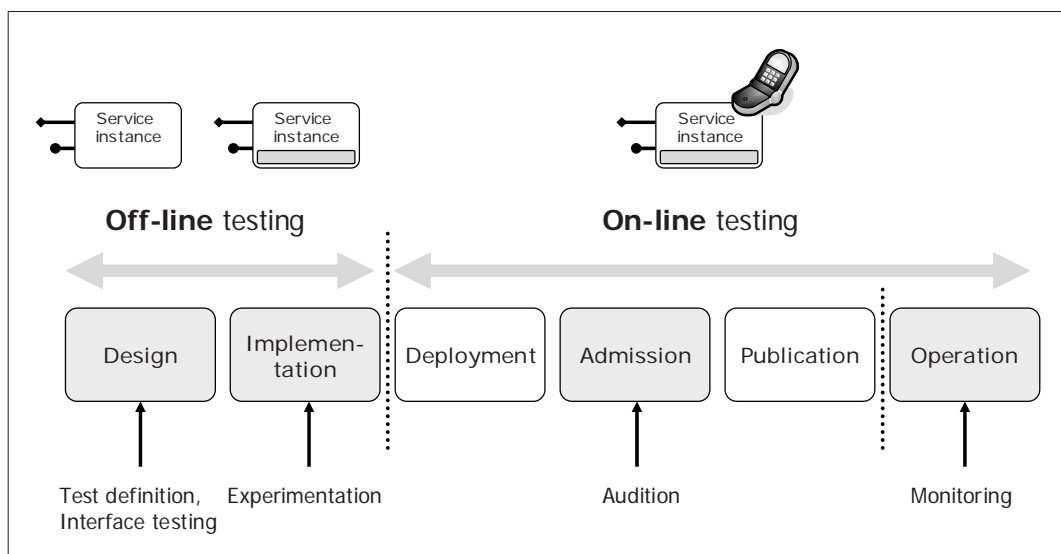 Service
instance
Service
instance
Service
instance
Off-line testing
On-line testing
Design
Implemen-
tation
Deployment
Admission
Publication
Operation
Test definition,
Interface testing
Experimentation
Audition
Monitoring